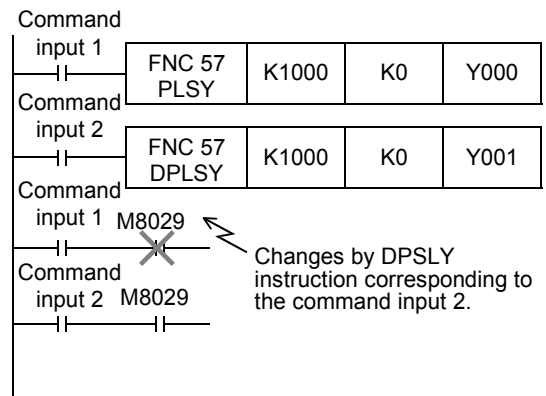 Command
input 1
FNC 57
PLSY
K1000
K0
Y000
Command
input 2
FNC 57
DPLSY
K1000
K0
Y001
Command
input 1
M8029
Changes by DPSLY
instruction corresponding to
the command input 2.
Command
input 2
M8029